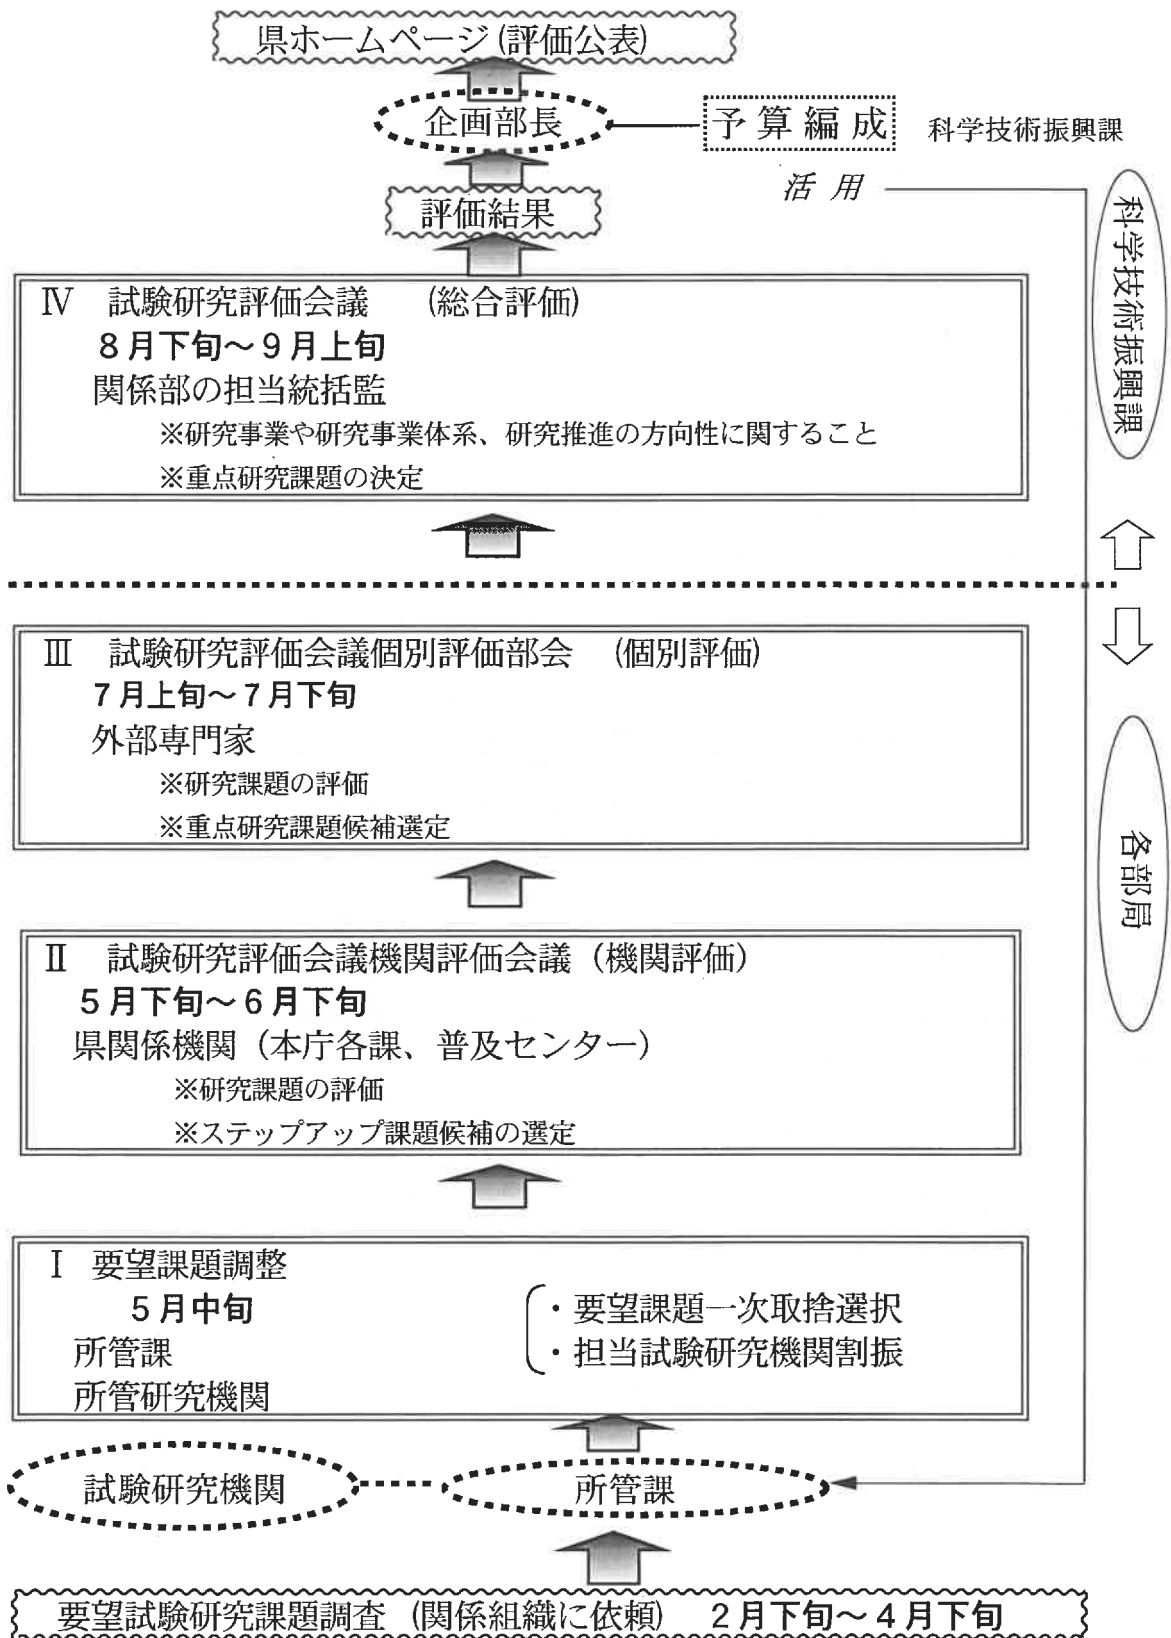 県ホームページ(評価公表)
企画部長
予算編成
科学技術振興課
活用
評価結果
科学技術振興課
Ⅳ 試験研究評価会議 (総合評価)
8月下旬～9月上旬
関係部の担当統括監
※研究事業や研究事業体系、研究推進の方向性に関すること
※重点研究課題の決定
Ⅲ 試験研究評価会議個別評価部会 (個別評価)
7月上旬～7月下旬
外部専門家
※研究課題の評価
※重点研究課題候補選定
各部局
Ⅱ 試験研究評価会議機関評価会議(機関評価)
5月下旬～6月下旬
県関係機関(本庁各課、普及センター)
※研究課題の評価
※ステップアップ課題候補の選定
Ⅰ 要望課題調整
5月中旬
・要望課題一次取捨選択
所管課
・担当試験研究機関割振
所管研究機関
試験研究機関
所管課
要望試験研究課題調査 (関係組織に依頼) 2月下旬～4月下旬